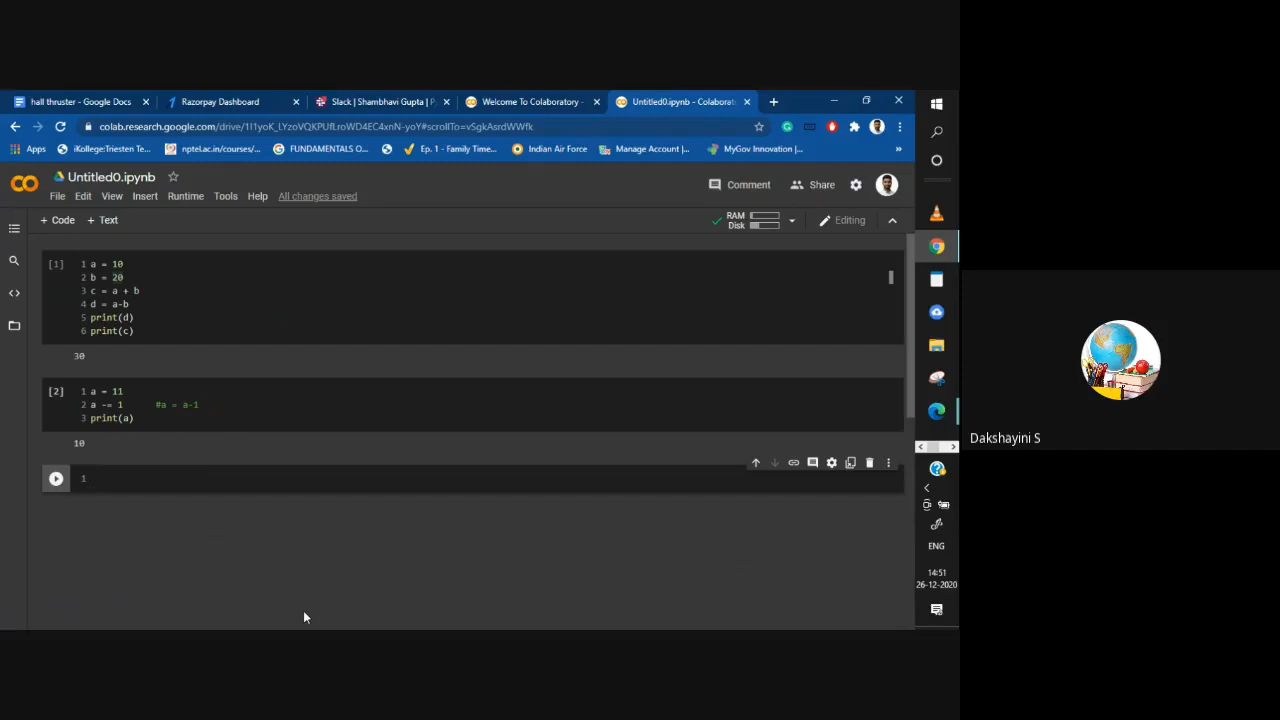 hall thruster - Google Docs
Razorpay Dashboard
Slack | Shambhavi Gupta | P
Welcome To Colaboratory -
Untitled0.ipynb - Colaborat
colab.research.google.com/drive/1I1yoK_LYzoVQKPUfLroWD4EC4xnN-yoY#scrollTo=vSgkAsrdWWfk
Apps
iKollege:Triesten Te...
nptel.ac.in/courses/...
FUNDAMENTALS O...
Ep. 1 - Family Time...
Indian Air Force
Manage Account |...
MyGov Innovation |...
»
Untitled0.ipynb
Comment
Share
File Edit View Insert Runtime Tools Help All changes saved
+ Code + Text
RAM
Disk
Editing
[1]
1 a = 10
2 b = 20
3 c = a + b
4 d = a-b
5 print(d)
6 print(c)
30
[2]
1 a = 11
2 a -= 1 #a = a-1
3 print(a)
10
1
ENG
14:51
26-12-2020
Dakshayini S